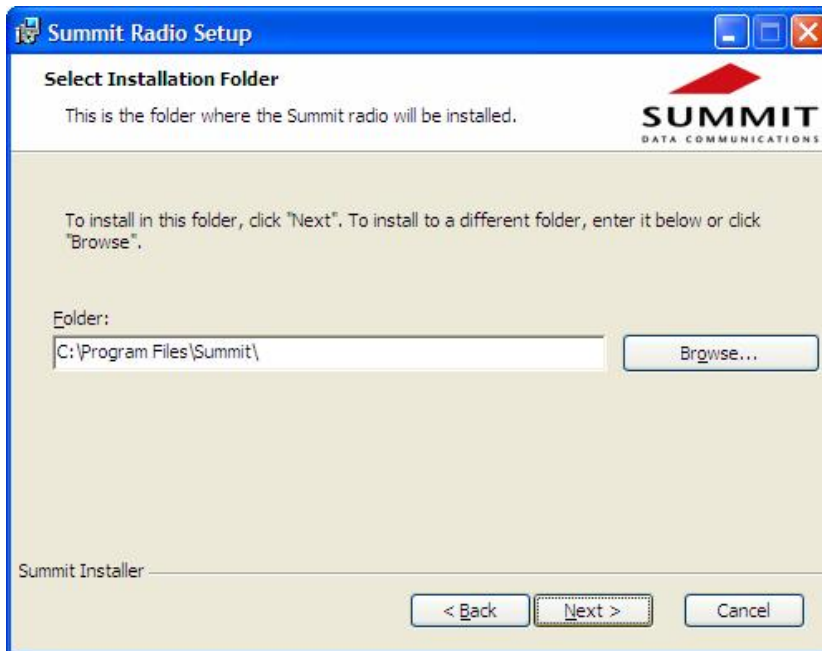 Summit Radio Setup
Select Installation Folder
This is the folder where the Summit radio will be installed.
SUMMIT
DATA COMMUNICATIONS
To install in this folder, click "Next". To install to a different folder, enter it below or click
"Browse".
Folder:
C:\Program Files\Summit\
Browse...
Summit Installer
< Back
Next >
Cancel